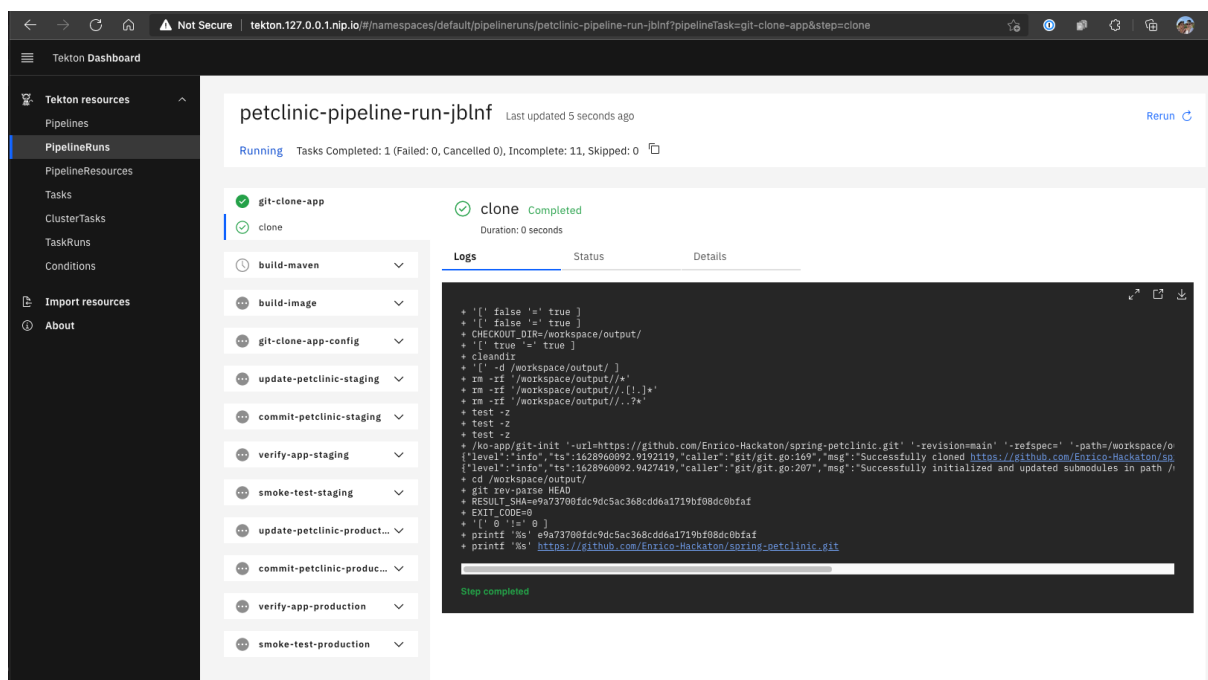 Not Secure | tekton.127.0.0.1.nip.io/#/namespaces/default/pipelineruns/petclinic-pipeline-run-jblnf?pipelineTask=git-clone-app&step=clone
Tekton Dashboard
Tekton resources
Pipelines
PipelineRuns
PipelineResources
Tasks
ClusterTasks
TaskRuns
Conditions
Import resources
About
petclinic-pipeline-run-jblnf Last updated 5 seconds ago
Rerun
Running Tasks Completed: 1 (Failed: 0, Cancelled 0), Incomplete: 11, Skipped: 0
git-clone-app
clone
build-maven
build-image
git-clone-app-config
update-petclinic-staging
commit-petclinic-staging
verify-app-staging
smoke-test-staging
update-petclinic-product...
commit-petclinic-produc...
verify-app-production
smoke-test-production
clone Completed
Duration: 0 seconds
Logs Status Details
+ '[' false '=' true ]
+ '[' false '=' true ]
+ CHECKOUT_DIR=/workspace/output/
+ '[' true '=' true ]
+ cleandir
+ '[' -d /workspace/output/ ]
+ rm -rf '/workspace/output//*'
+ rm -rf '/workspace/output//.[!.]*'
+ rm -rf '/workspace/output//..?*'
+ test -z
+ test -z
+ test -z
+ /ko-app/git-init '-url=https://github.com/Enrico-Hackaton/spring-petclinic.git' '-revision=main' '-refspec=' '-path=/workspace/o
{"level":"info","ts":1628960092.9192119,"caller":"git/git.go:169","msg":"Successfully cloned https://github.com/Enrico-Hackaton/sp
{"level":"info","ts":1628960092.9427419,"caller":"git/git.go:207","msg":"Successfully initialized and updated submodules in path /
+ cd /workspace/output/
+ git rev-parse HEAD
+ RESULT_SHA=e9a73700fdc9dc5ac368cdd6a1719bf08dc0bfaf
+ EXIT_CODE=0
+ '[' 0 '!=' 0 ]
+ printf '%s' e9a73700fdc9dc5ac368cdd6a1719bf08dc0bfaf
+ printf '%s' https://github.com/Enrico-Hackaton/spring-petclinic.git
Step completed